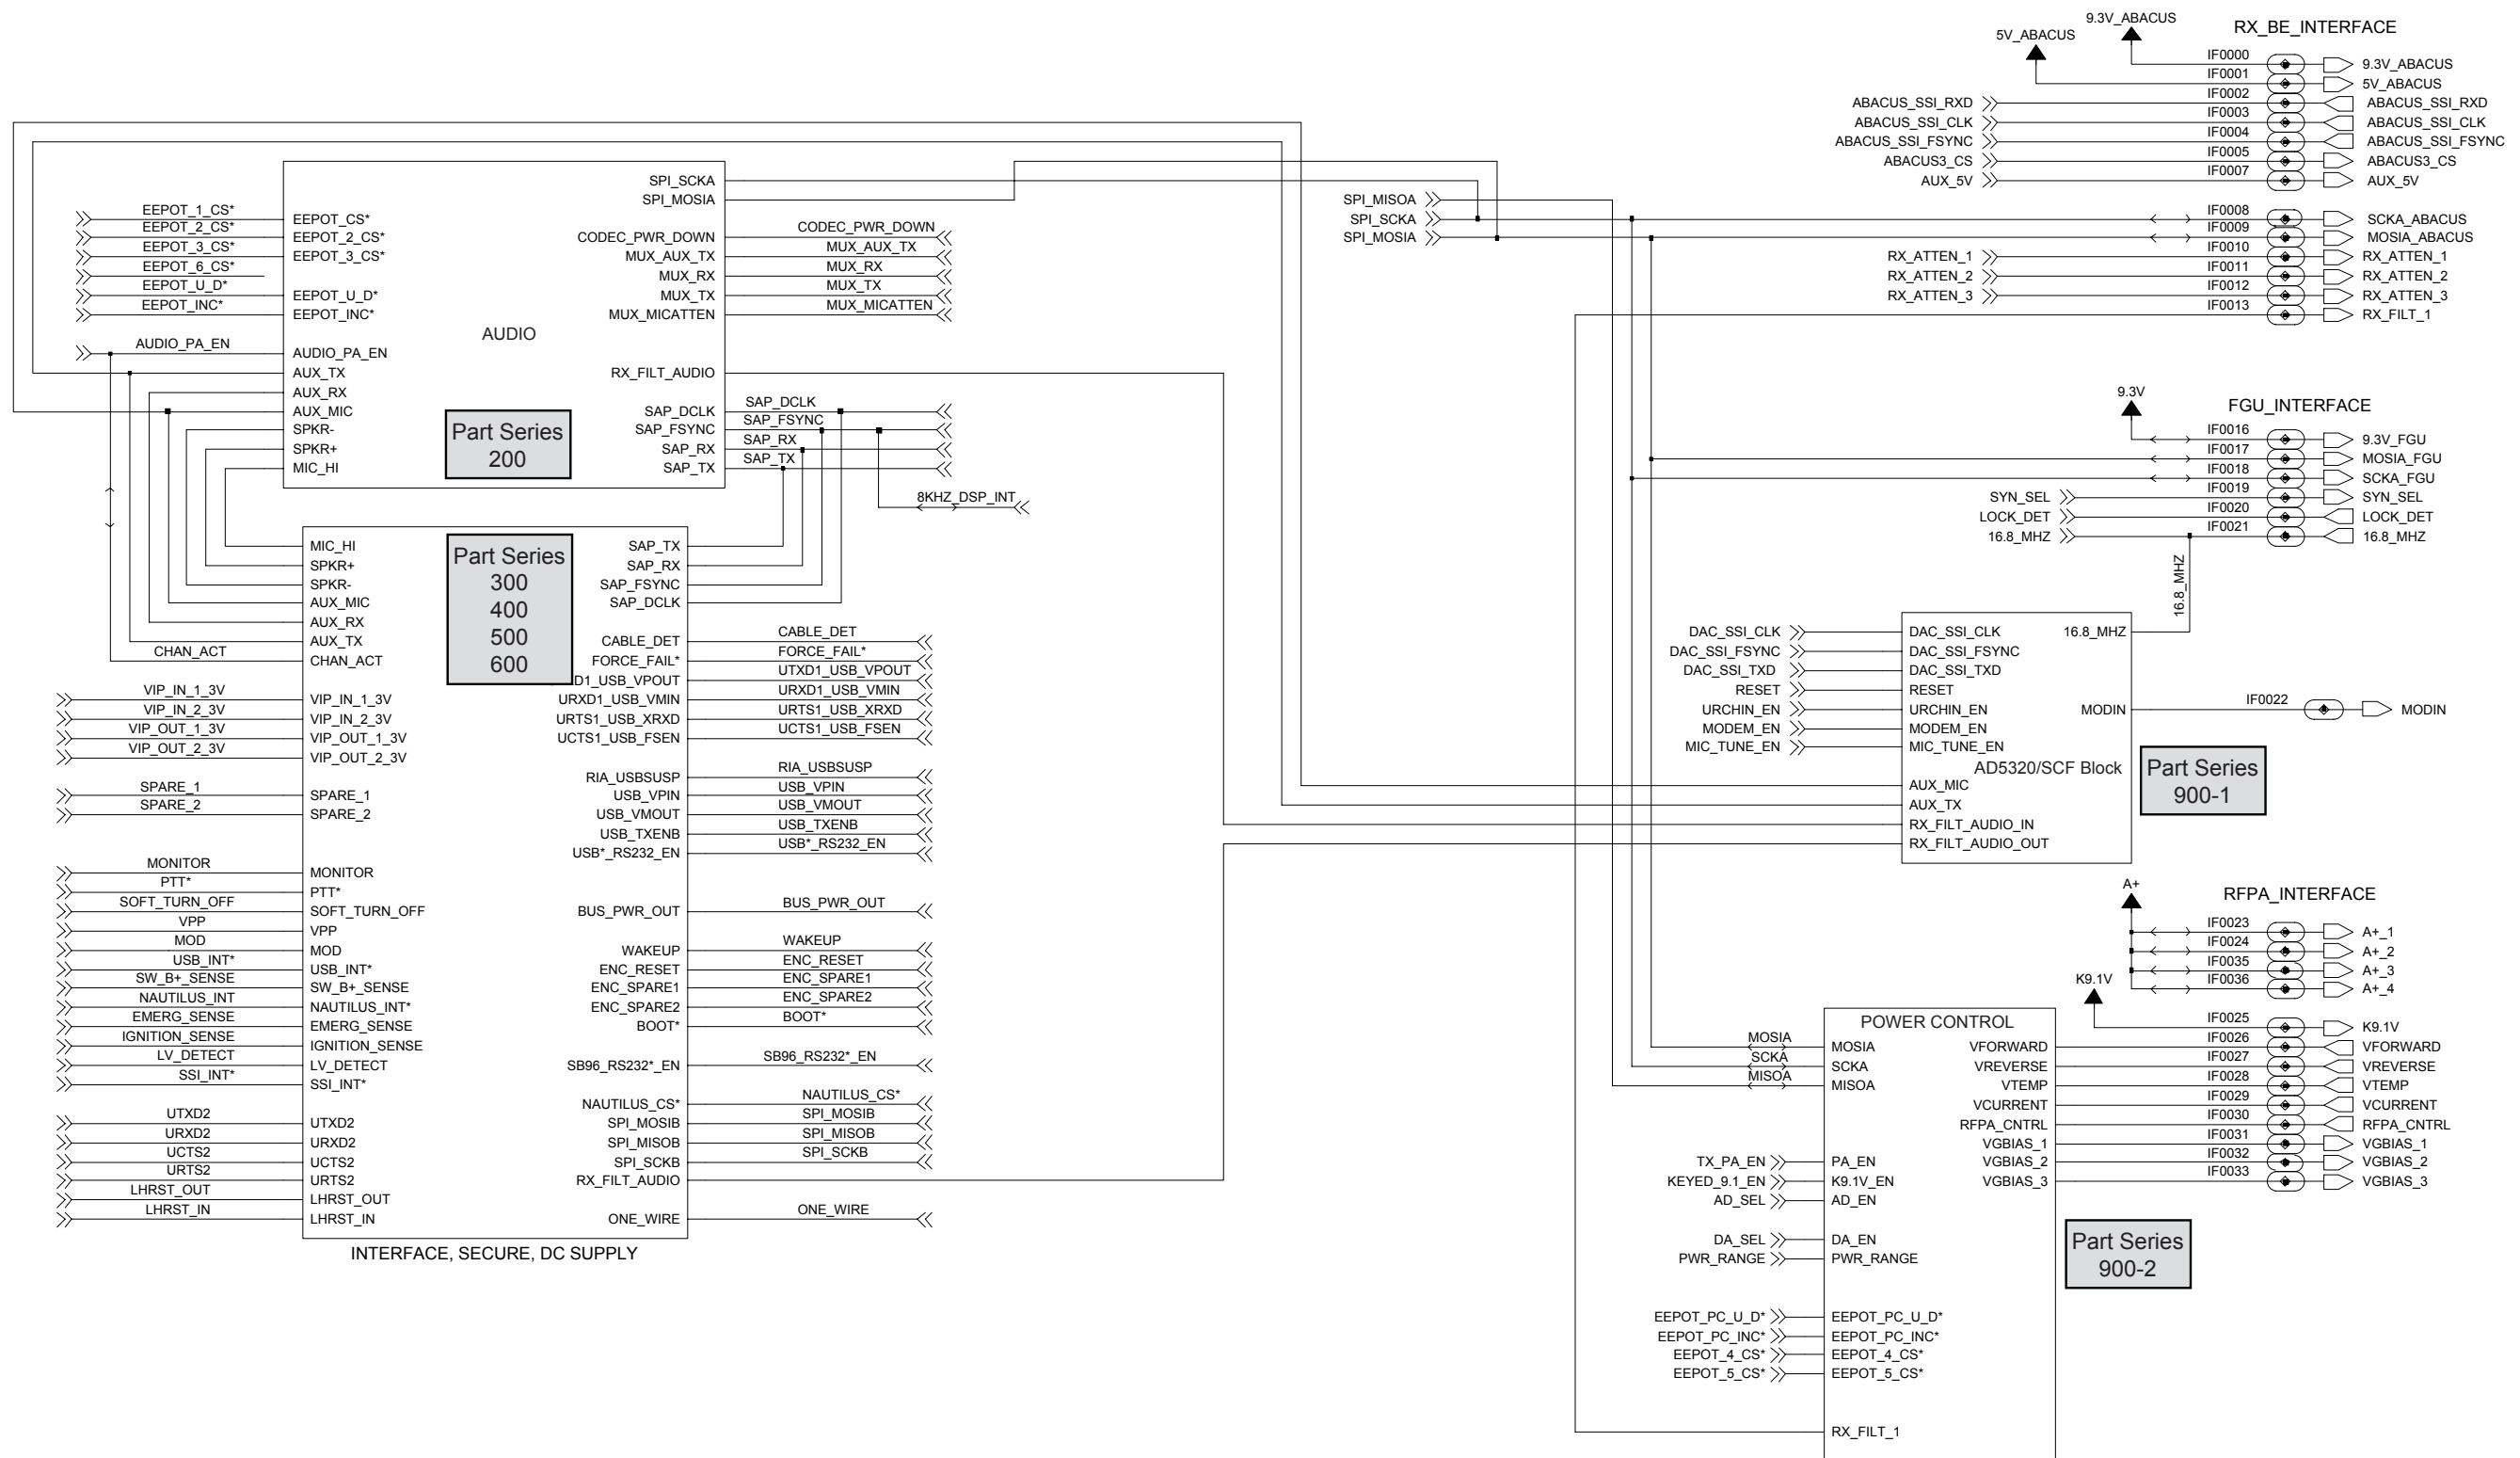 9.3V_ABACUS
5V_ABACUS
RX_BE_INTERFACE
IF0000
9.3V_ABACUS
IF0001
5V_ABACUS
ABACUS_SSI_RXD
IF0002
ABACUS_SSI_RXD
ABACUS_SSI_CLK
IF0003
ABACUS_SSI_CLK
ABACUS_SSI_FSYNC
IF0004
ABACUS_SSI_FSYNC
ABACUS3_CS
IF0005
ABACUS3_CS
AUX_5V
IF0007
AUX_5V
SPI_MISOA
SPI_SCKA
IF0008
SCKA_ABACUS
SPI_MOSIA
IF0009
MOSIA_ABACUS
RX_ATTEN_1
IF0010
RX_ATTEN_1
RX_ATTEN_2
IF0011
RX_ATTEN_2
RX_ATTEN_3
IF0012
RX_ATTEN_3
IF0013
RX_FILT_1
EEPOT_1_CS*
EEPOT_2_CS*
EEPOT_3_CS*
EEPOT_6_CS*
EEPOT_U_D*
EEPOT_INC*
AUDIO_PA_EN
EEPOT_CS*
EEPOT_2_CS*
EEPOT_3_CS*
EEPOT_U_D*
EEPOT_INC*
AUDIO
AUDIO_PA_EN
AUX_TX
AUX_RX
AUX_MIC
SPKR-
SPKR+
MIC_HI
Part Series
200
SPI_SCKA
SPI_MOSIA
CODEC_PWR_DOWN
MUX_AUX_TX
MUX_RX
MUX_TX
MUX_MICATTEN
RX_FILT_AUDIO
SAP_DCLK
SAP_FSYNC
SAP_RX
SAP_TX
CODEC_PWR_DOWN
MUX_AUX_TX
MUX_RX
MUX_TX
MUX_MICATTEN
SAP_DCLK
SAP_FSYNC
SAP_RX
SAP_TX
8KHZ_DSP_INT
9.3V
FGU_INTERFACE
IF0016
9.3V_FGU
IF0017
MOSIA_FGU
IF0018
SCKA_FGU
SYN_SEL
IF0019
SYN_SEL
LOCK_DET
IF0020
LOCK_DET
16.8_MHZ
IF0021
16.8_MHZ
16.8_MHZ
CHAN_ACT
VIP_IN_1_3V
VIP_IN_2_3V
VIP_OUT_1_3V
VIP_OUT_2_3V
SPARE_1
SPARE_2
MONITOR
PTT*
SOFT_TURN_OFF
VPP
MOD
USB_INT*
SW_B+_SENSE
NAUTILUS_INT
EMERG_SENSE
IGNITION_SENSE
LV_DETECT
SSI_INT*
UTXD2
URXD2
UCTS2
URTS2
LHRST_OUT
LHRST_IN
MIC_HI
SPKR+
SPKR-
AUX_MIC
AUX_RX
AUX_TX
CHAN_ACT
VIP_IN_1_3V
VIP_IN_2_3V
VIP_OUT_1_3V
VIP_OUT_2_3V
SPARE_1
SPARE_2
MONITOR
PTT*
SOFT_TURN_OFF
VPP
MOD
USB_INT*
SW_B+_SENSE
NAUTILUS_INT*
EMERG_SENSE
IGNITION_SENSE
LV_DETECT
SSI_INT*
UTXD2
URXD2
UCTS2
URTS2
LHRST_OUT
LHRST_IN
Part Series
300
400
500
600
SAP_TX
SAP_RX
SAP_FSYNC
SAP_DCLK
CABLE_DET
FORCE_FAIL*
D1_USB_VPOUT
URXD1_USB_VMIN
URTS1_USB_XRXD
UCTS1_USB_FSEN
RIA_USBSUSP
USB_VPIN
USB_VMOUT
USB_TXENB
USB*_RS232_EN
BUS_PWR_OUT
WAKEUP
ENC_RESET
ENC_SPARE1
ENC_SPARE2
BOOT*
SB96_RS232*_EN
NAUTILUS_CS*
SPI_MOSIB
SPI_MISOB
SPI_SCKB
RX_FILT_AUDIO
ONE_WIRE
CABLE_DET
FORCE_FAIL*
UTXD1_USB_VPOUT
URXD1_USB_VMIN
URTS1_USB_XRXD
UCTS1_USB_FSEN
RIA_USBSUSP
USB_VPIN
USB_VMOUT
USB_TXENB
USB*_RS232_EN
BUS_PWR_OUT
WAKEUP
ENC_RESET
ENC_SPARE1
ENC_SPARE2
BOOT*
SB96_RS232*_EN
NAUTILUS_CS*
SPI_MOSIB
SPI_MISOB
SPI_SCKB
ONE_WIRE
INTERFACE, SECURE, DC SUPPLY
DAC_SSI_CLK
DAC_SSI_FSYNC
DAC_SSI_TXD
RESET
URCHIN_EN
MODEM_EN
MIC_TUNE_EN
DAC_SSI_CLK
DAC_SSI_FSYNC
DAC_SSI_TXD
RESET
URCHIN_EN
MODEM_EN
MIC_TUNE_EN
AD5320/SCF Block
AUX_MIC
AUX_TX
RX_FILT_AUDIO_IN
RX_FILT_AUDIO_OUT
16.8_MHZ
MODIN
IF0022
MODIN
Part Series
900-1
A+
RFPA_INTERFACE
IF0023
A+_1
IF0024
A+_2
IF0035
A+_3
IF0036
A+_4
K9.1V
IF0025
K9.1V
IF0026
VFORWARD
IF0027
VREVERSE
IF0028
VTEMP
IF0029
VCURRENT
IF0030
RFPA_CNTRL
IF0031
VGBIAS_1
IF0032
VGBIAS_2
IF0033
VGBIAS_3
POWER CONTROL
MOSIA
SCKA
MISOA
MOSIA
SCKA
MISOA
VFORWARD
VREVERSE
VTEMP
VCURRENT
RFPA_CNTRL
VGBIAS_1
VGBIAS_2
VGBIAS_3
TX_PA_EN
PA_EN
KEYED_9.1_EN
K9.1V_EN
AD_SEL
AD_EN
DA_SEL
DA_EN
PWR_RANGE
PWR_RANGE
EEPOT_PC_U_D*
EEPOT_PC_U_D*
EEPOT_PC_INC*
EEPOT_PC_INC*
EEPOT_4_CS*
EEPOT_4_CS*
EEPOT_5_CS*
EEPOT_5_CS*
RX_FILT_1
Part Series
900-2